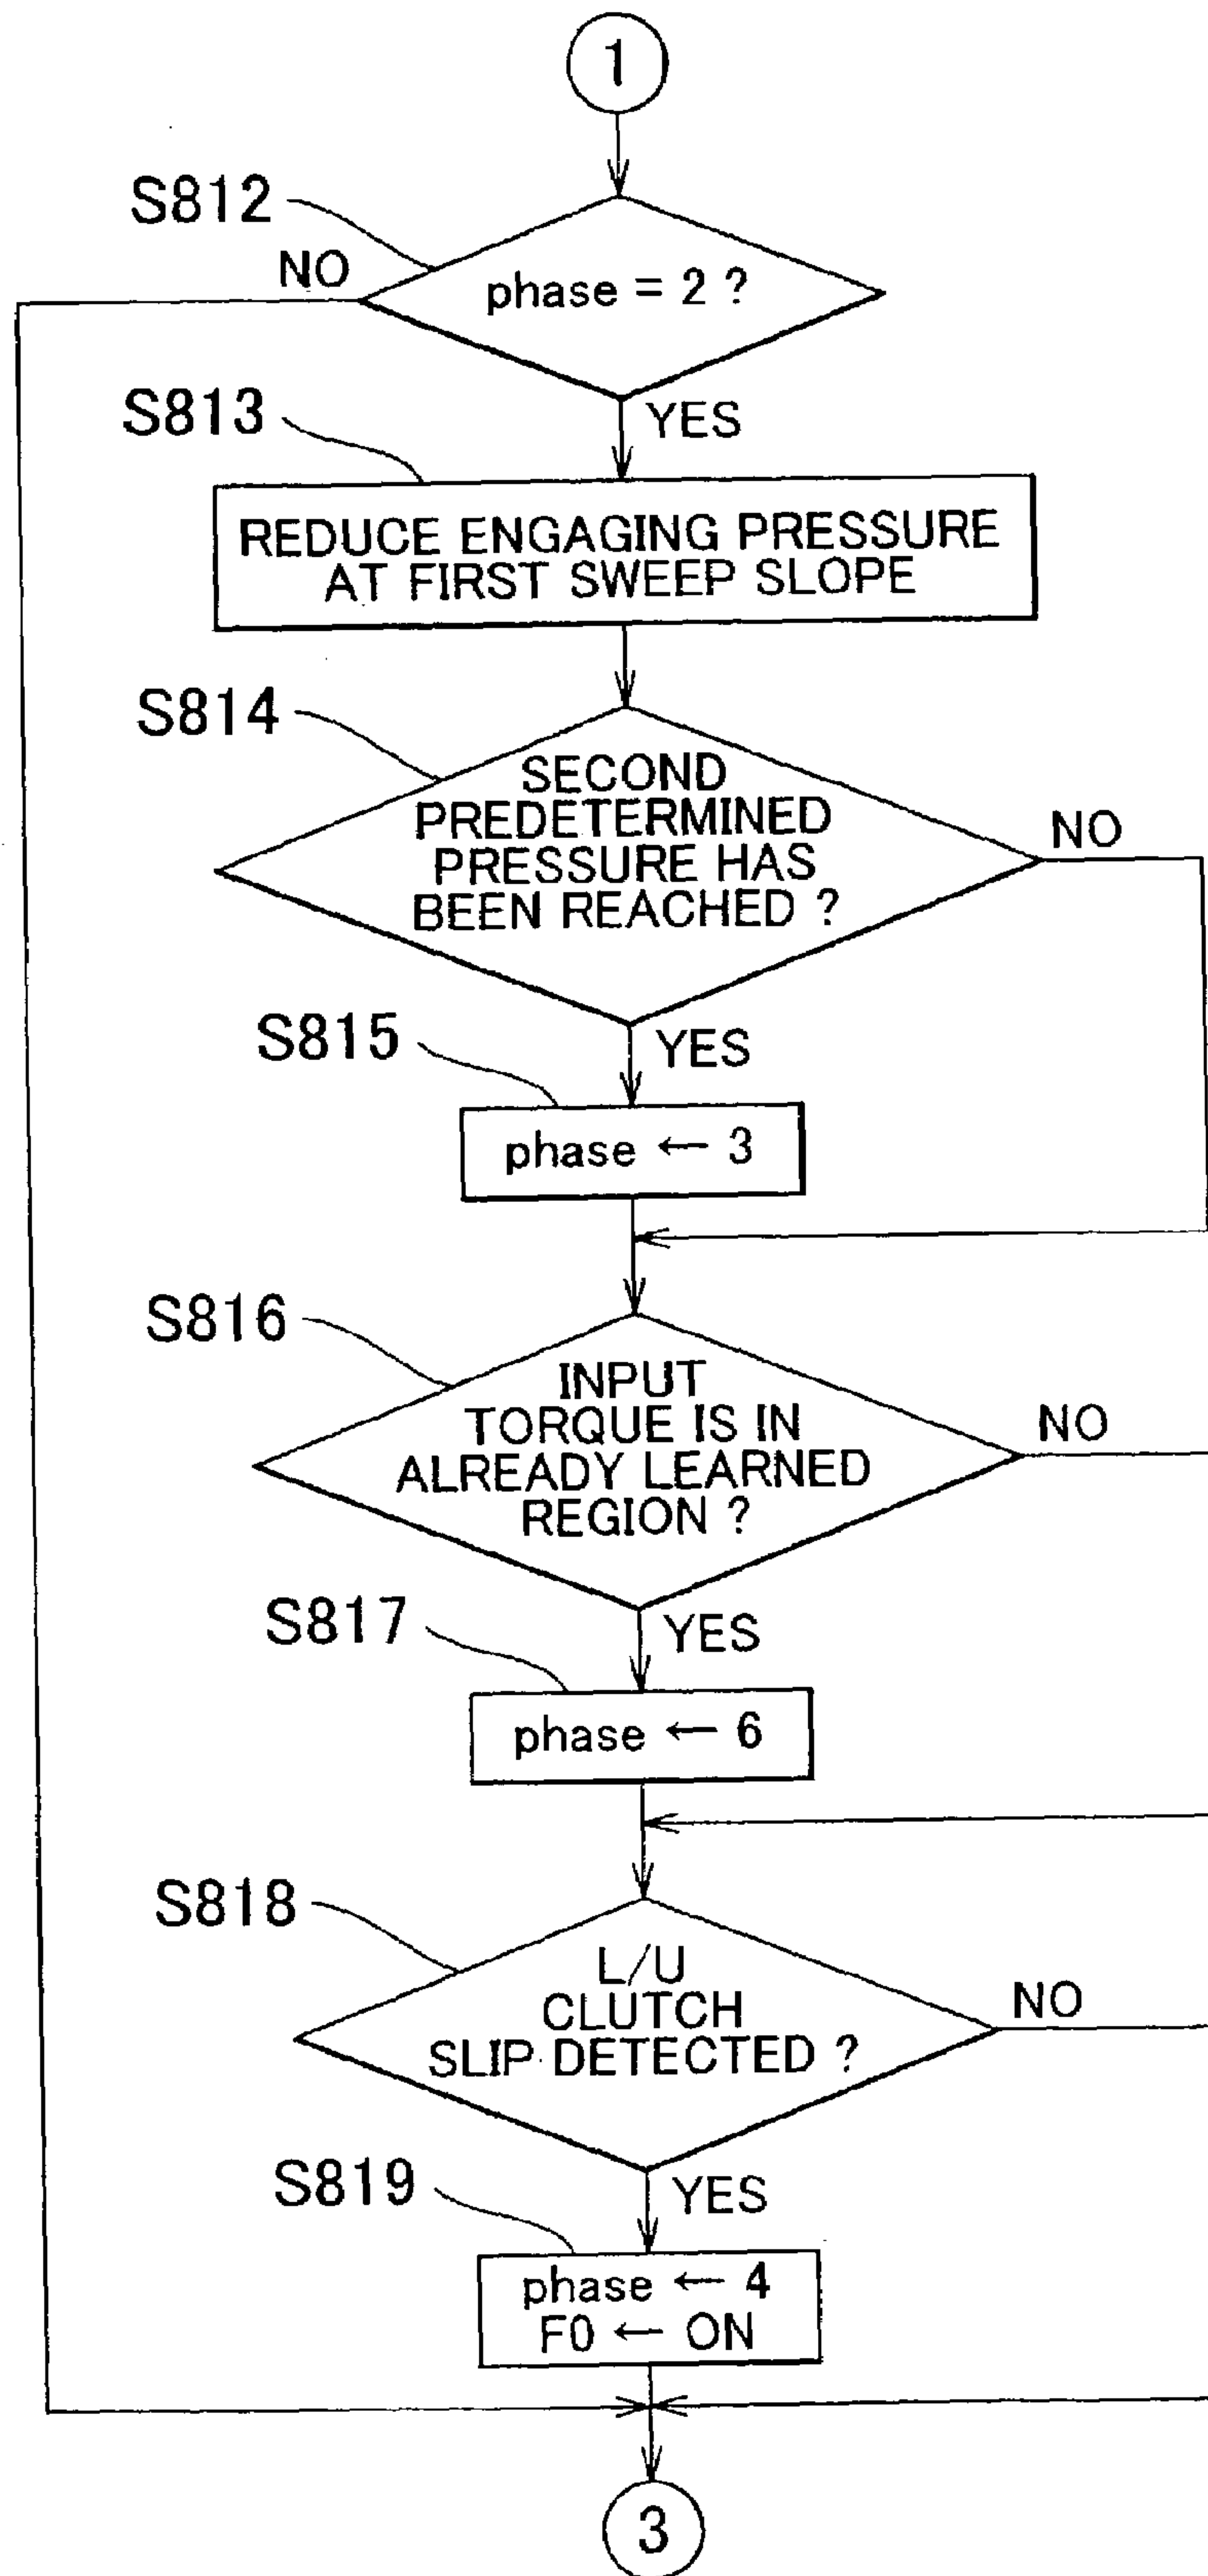 1
S812
NO
phase = 2 ?
S813
YES
REDUCE ENGAGING PRESSURE
AT FIRST SWEEP SLOPE
S814
SECOND
PREDETERMINED
PRESSURE HAS
BEEN REACHED ?
NO
S815
YES
phase ← 3
S816
INPUT
TORQUE IS IN
ALREADY LEARNED
REGION ?
NO
S817
YES
phase ← 6
S818
L/U
CLUTCH
SLIP DETECTED ?
NO
S819
YES
phase ← 4
F0 ← ON
3